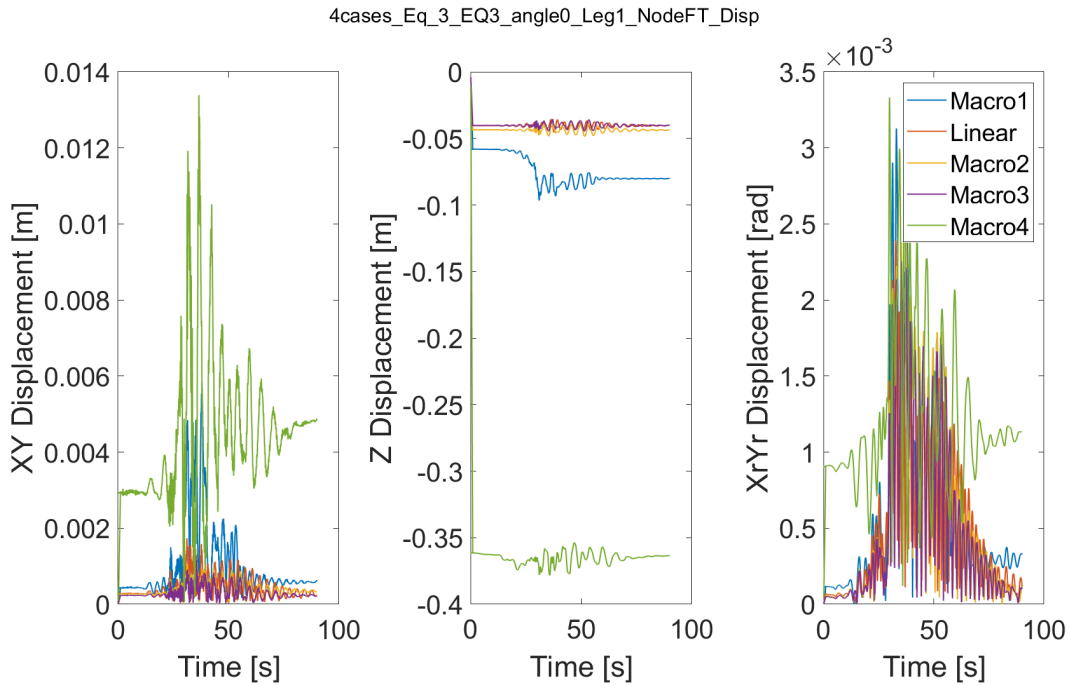 4cases_Eq_3_EQ3_angle0_Leg1_NodeFT_Disp
XY Displacement [m]
0.014
0.012
0.01
0.008
0.006
0.004
0.002
0
0 50 100
Time [s]
Z Displacement [m]
0
-0.05
-0.1
-0.15
-0.2
-0.25
-0.3
-0.35
-0.4
0 50 100
Time [s]
XrYr Displacement [rad]
×10-3
3.5
3
2.5
2
1.5
1
0.5
0
0 50 100
Time [s]
Macro1
Linear
Macro2
Macro3
Macro4